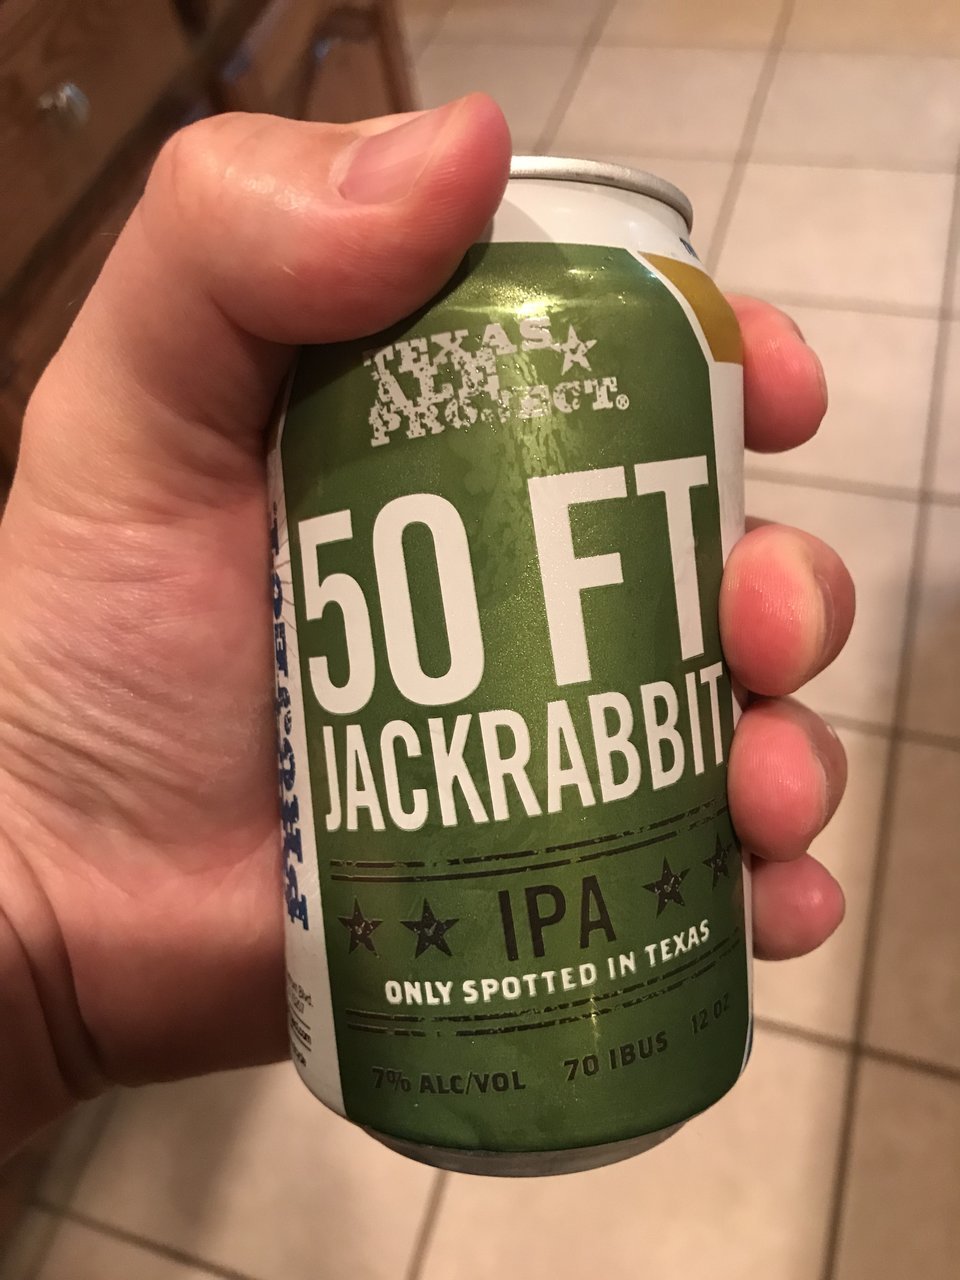 TEXAS
ALE
PROJECT®
50 FT
JACKRABBIT
IPA
ONLY SPOTTED IN TEXAS
7% ALC/VOL 70 IBUS 12 OZ